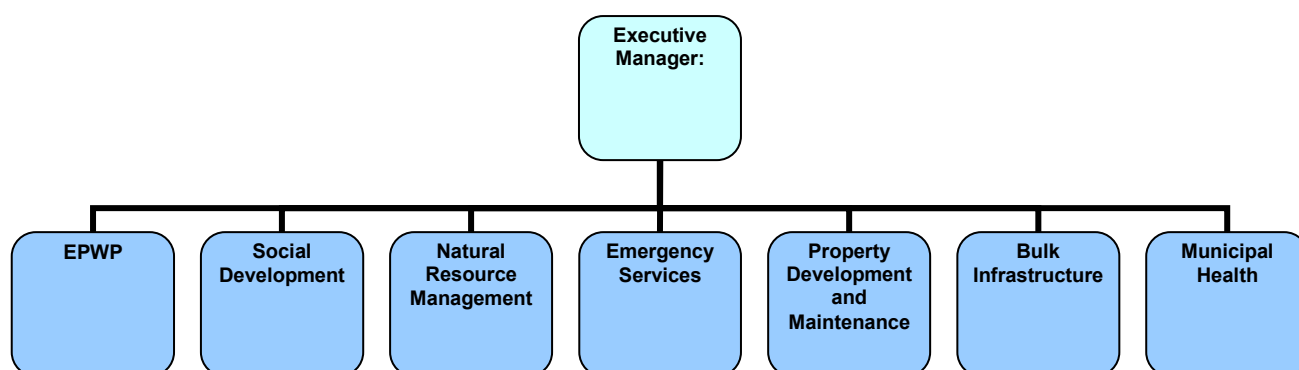 Executive
Manager:
EPWP
Social
Development
Natural
Resource
Management
Emergency
Services
Property
Development
and
Maintenance
Bulk
Infrastructure
Municipal
Health